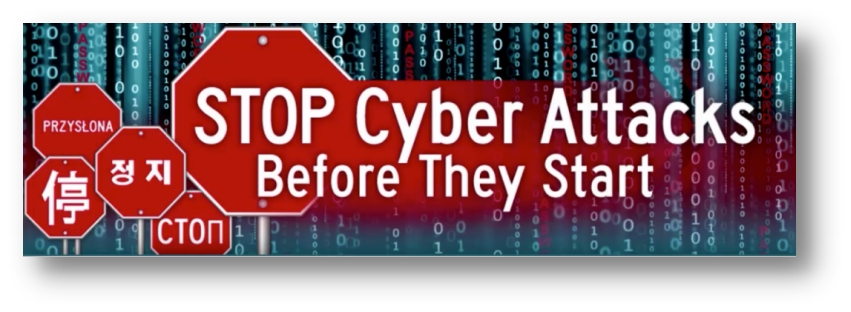 STOP Cyber Attacks
Before They Start
PRZYSŁONA
정지
停
СТОП